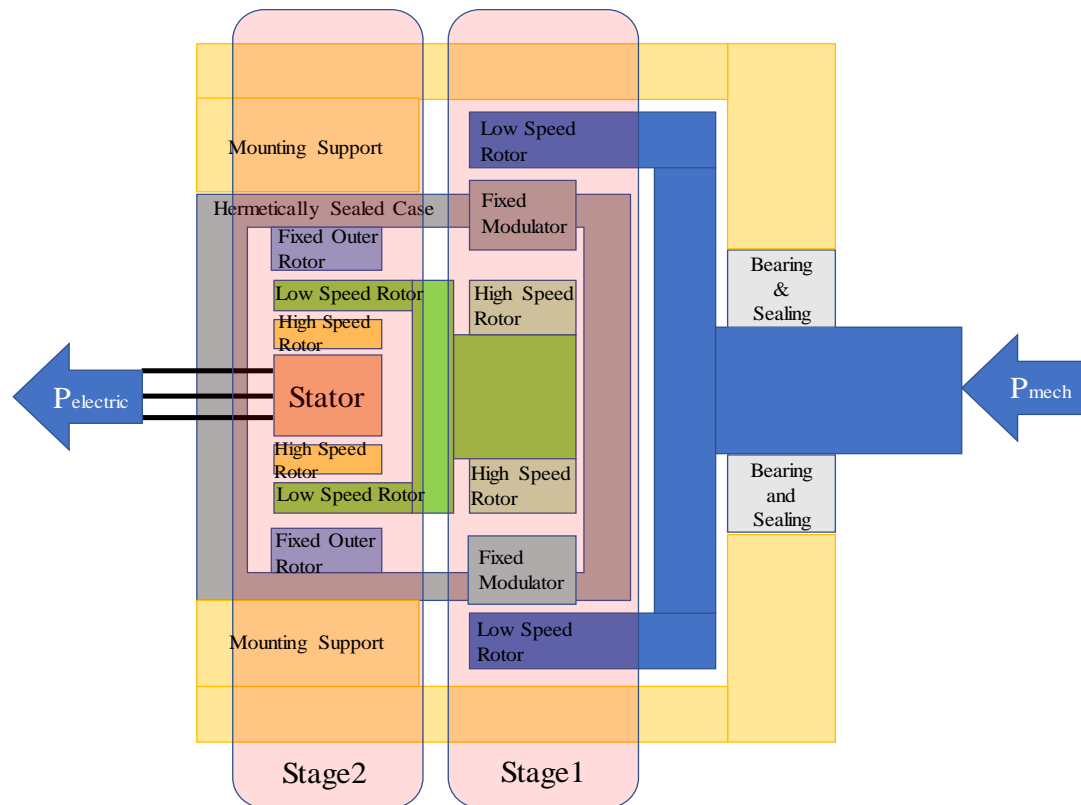 Low Speed
Rotor
Mounting Support
Fixed
Modulator
Hermetically Sealed Case
Fixed Outer
Rotor
Bearing
&
Sealing
Low Speed Rotor
High Speed
Rotor
High Speed
Rotor
Stator
Pelectric
Pmech
High Speed
Rotor
High Speed
Rotor
Low Speed Rotor
Bearing
and
Sealing
Fixed Outer
Rotor
Fixed
Modulator
Low Speed
Rotor
Mounting Support
Stage2
Stage1